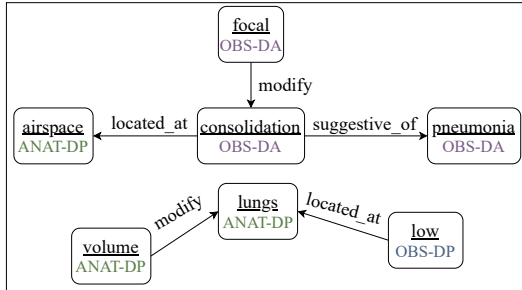 focal
OBS-DA
modify
airspace
ANAT-DP
located_at
consolidation
OBS-DA
suggestive_of
pneumonia
OBS-DA
lungs
ANAT-DP
modify
located_at
volume
ANAT-DP
low
OBS-DP